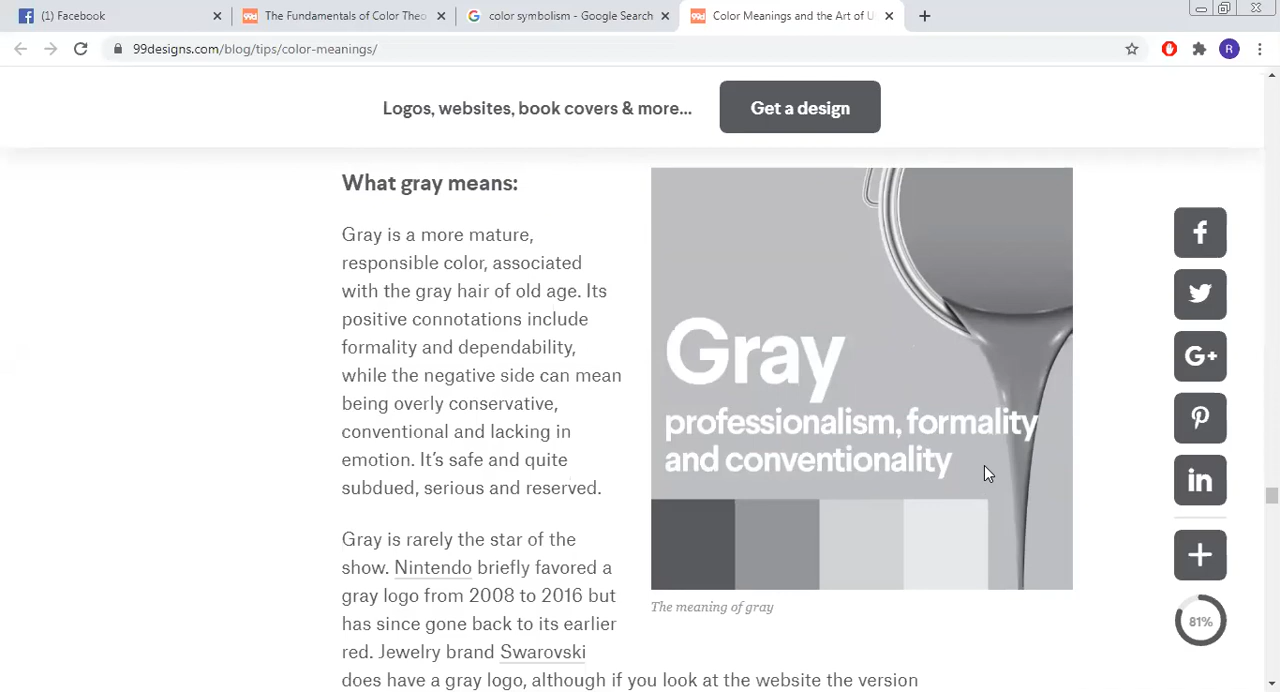 (1) Facebook
99d The Fundamentals of Color Theo
color symbolism - Google Search
99d Color Meanings and the Art of U
99designs.com/blog/tips/color-meanings/
R
Logos, websites, book covers & more...
Get a design
What gray means:
Gray is a more mature,
responsible color, associated
with the gray hair of old age. Its
positive connotations include
formality and dependability,
while the negative side can mean
being overly conservative,
conventional and lacking in
emotion. It’s safe and quite
subdued, serious and reserved.
Gray is rarely the star of the
show. Nintendo briefly favored a
gray logo from 2008 to 2016 but
has since gone back to its earlier
red. Jewelry brand Swarovski
does have a gray logo, although if you look at the website the version
Gray
professionalism, formality
and conventionality
The meaning of gray
G+
in
81%